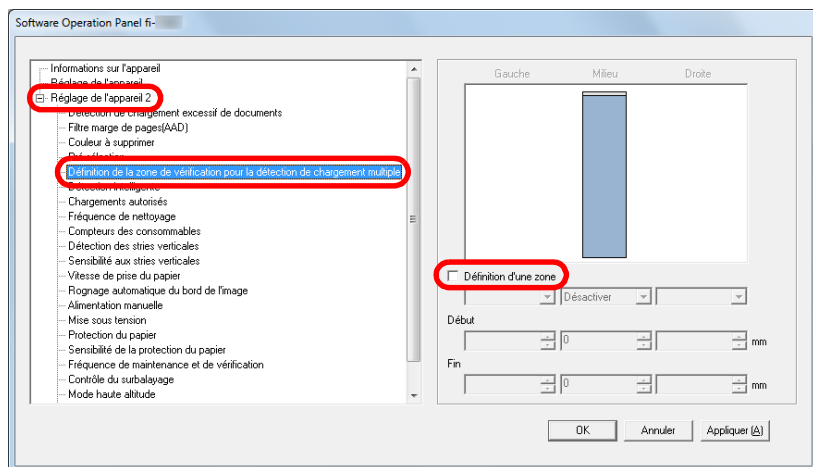 Software Operation Panel fi-
Informations sur l'appareil
Réglage de l'appareil
Réglage de l'appareil 2
Détection de chargement excessif de documents
Filtre marge de pages(AAD)
Couleur à supprimer
Pré-sélection
Définition de la zone de vérification pour la détection de chargement multiple
Détection intelligente
Chargements autorisés
Fréquence de nettoyage
Compteurs des consommables
Détection des stries verticales
Sensibilité aux stries verticales
Vitesse de prise du papier
Rognage automatique du bord de l'image
Alimentation manuelle
Mise sous tension
Protection du papier
Sensibilité de la protection du papier
Fréquence de maintenance et de vérification
Contrôle du surbalayage
Mode haute altitude
Gauche Milieu Droite
Définition d'une zone
Désactiver
Début
0 mm
Fin
0 mm
OK Annuler Appliquer (A)